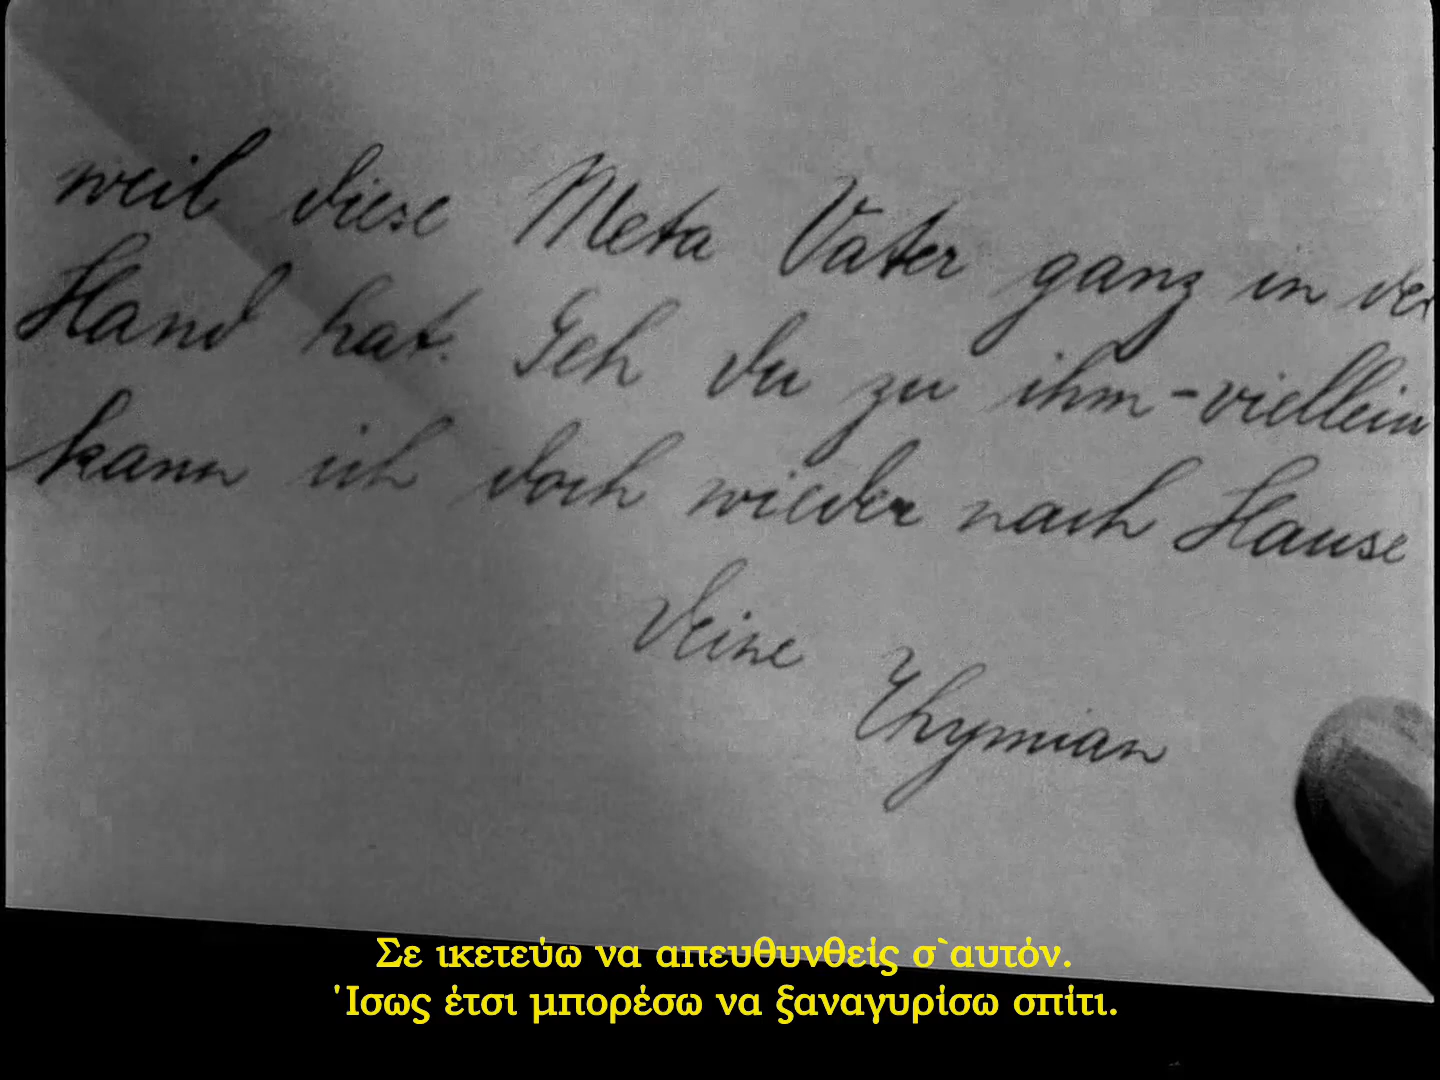 weil diese Meta Vater ganz in der
Hand hat. Geh du zu ihm - viellein
kann ich doch wieder nach Hause
Deine Thymian
Σε ικετεύω να απευθυνθείς σ`αυτόν.
Ίσως έτσι μπορέσω να ξαναγυρίσω σπίτι.